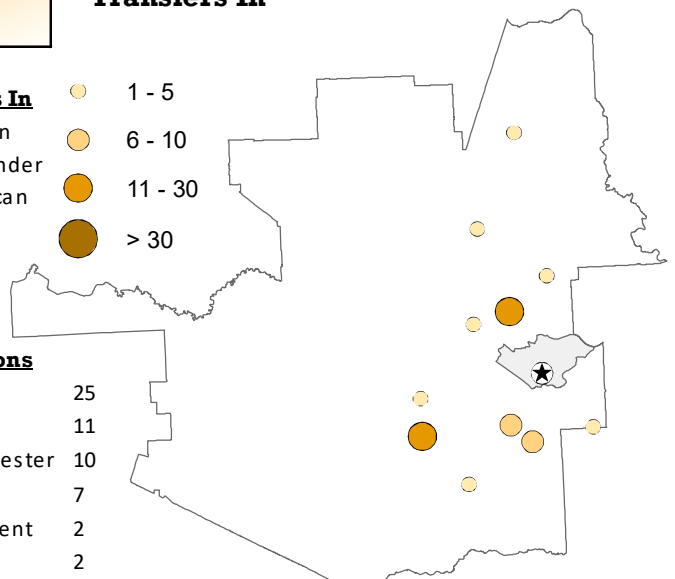 Transfers In
s In
1 - 5
n
6 - 10
nder
can
11 - 30
> 30
ons
25
11
ester 10
7
ent 2
2